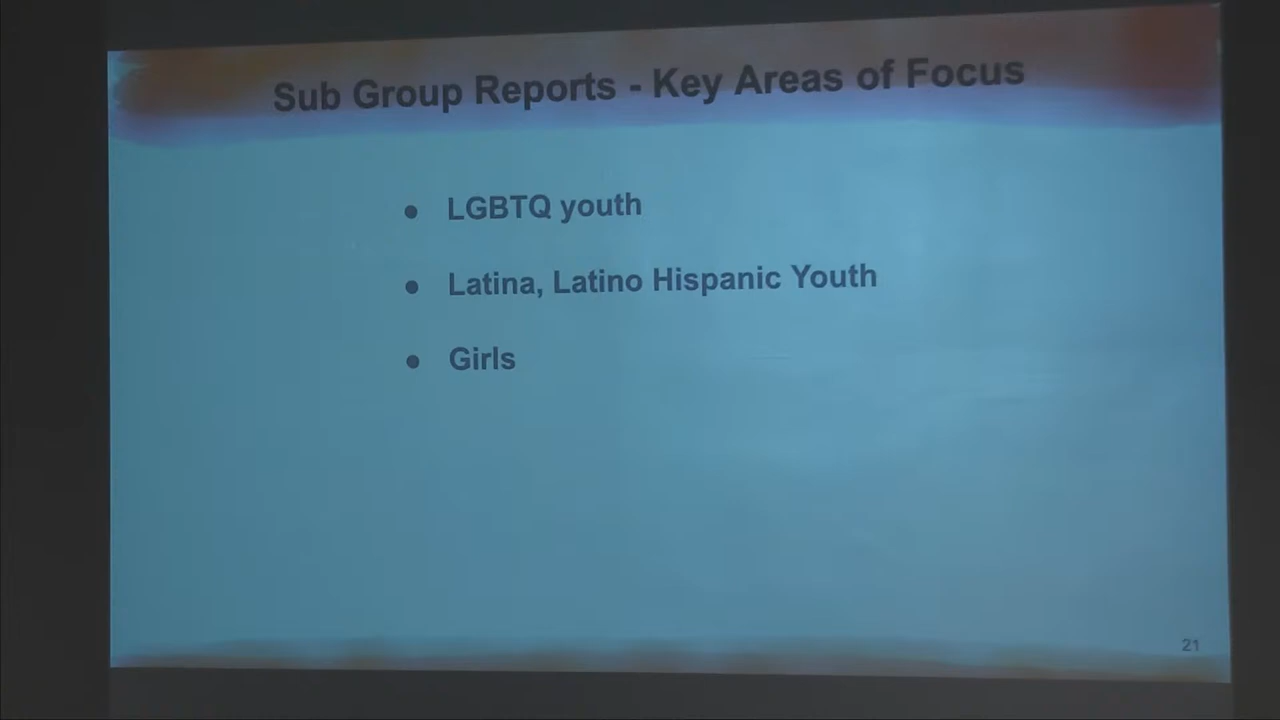 Sub Group Reports - Key Areas of Focus
● LGBTQ youth
● Latina, Latino Hispanic Youth
● Girls
21